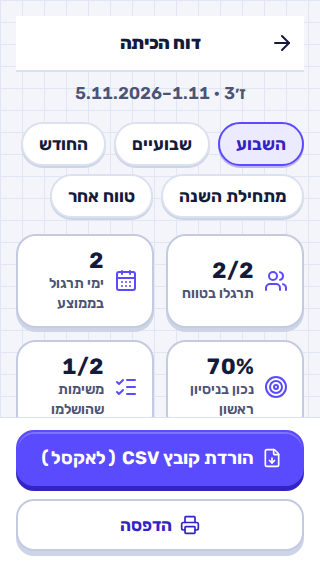 דוח הכיתה
ז׳3 • 1.11–5.11.2026
השבוע
שבועיים
החודש
מתחילת השנה
טווח אחר
2/2
תרגלו בטווח
2
ימי תרגול
בממוצע
70%
נכון בניסיון
ראשון
1/2
משימות
שהושלמו
הורדת קובץ CSV (לאקסל)
הדפסה